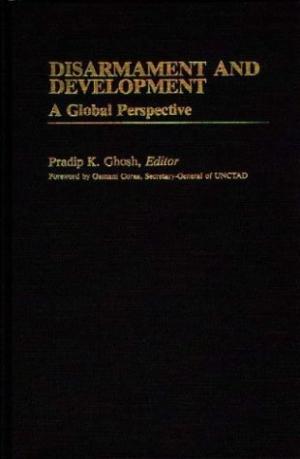 DISARMAMENT AND
DEVELOPMENT
A Global Perspective
Pradip K. Ghosh, Editor
Foreword by Gamani Corea, Secretary-General of UNCTAD